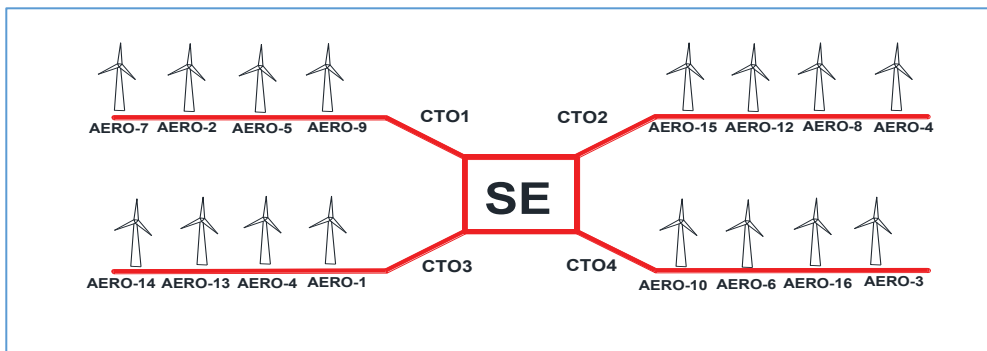 CTO1
CTO2
AERO-7 AERO-2 AERO-5 AERO-9
AERO-15 AERO-12 AERO-8 AERO-4
SE
CTO3
CTO4
AERO-14 AERO-13 AERO-4 AERO-1
AERO-10 AERO-6 AERO-16 AERO-3